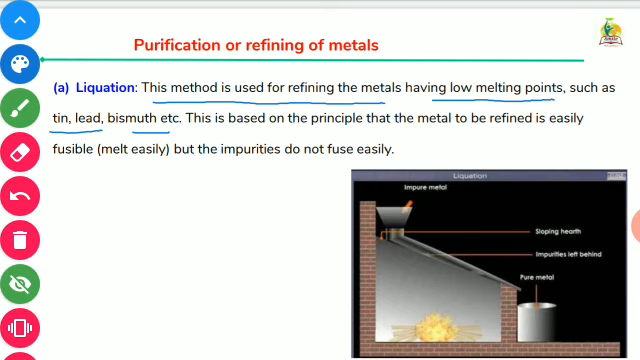 Purification or refining of metals
(a) Liquation: This method is used for refining the metals having low melting points, such as
tin, lead, bismuth etc. This is based on the principle that the metal to be refined is easily
fusible (melt easily) but the impurities do not fuse easily.
Liquation
Impure metal
Sloping hearth
Impurities left behind
Pure metal